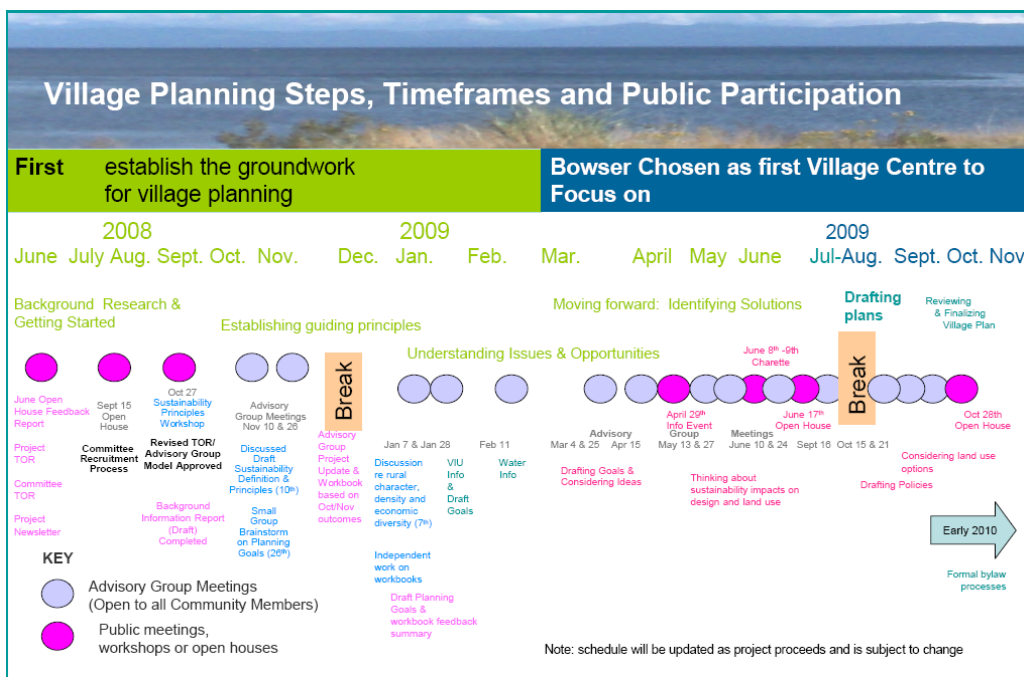 Village Planning Steps, Timeframes and Public Participation
First establish the groundwork
for village planning
Bowser Chosen as first Village Centre to
Focus on
2008
2009
2009
June July Aug. Sept. Oct. Nov. Dec. Jan. Feb. Mar. April May June Jul-Aug. Sept. Oct. Nov
Background Research &
Getting Started
Establishing guiding principles
Understanding Issues & Opportunities
Moving forward: Identifying Solutions
Drafting
plans
Reviewing
& Finalizing
Village Plan
June Open
House Feedback
Report
Project
TOR
Committee
TOR
Project
Newsletter
Sept 15
Open
House
Committee
Recruitment
Process
Oct 27
Sustainability
Principles
Workshop
Revised TOR/
Advisory Group
Model Approved
Background
Information Report
(Draft)
Completed
Advisory
Group Meetings
Nov 10 & 26
Discussed
Draft
Sustainability
Definition &
Principles (10th)
Small
Group
Brainstorm
on Planning
Goals (26th)
Break
Advisory
Group
Project
Update &
Workbook
based on
Oct/Nov
outcomes
Jan 7 & Jan 28
Discussion
re rural
character,
density and
economic
diversity (7th)
Independent
work on
workbooks
Draft Planning
Goals &
workbook feedback
summary
VIU
Info
&
Draft
Goals
Feb 11
Water
Info
Advisory Group Meetings
Mar 4 & 25 Apr 15 May 13 & 27 June 10 & 24 Sept 16 Oct 15 & 21
April 29th
Info Event
June 8th -9th
Charette
June 17th
Open House
Break
Oct 28th
Open House
Drafting Goals &
Considering Ideas
Thinking about
sustainability impacts on
design and land use
Considering land use
options
Drafting Policies
Early 2010
Formal bylaw
processes
KEY
Advisory Group Meetings
(Open to all Community Members)
Public meetings,
workshops or open houses
Note: schedule will be updated as project proceeds and is subject to change